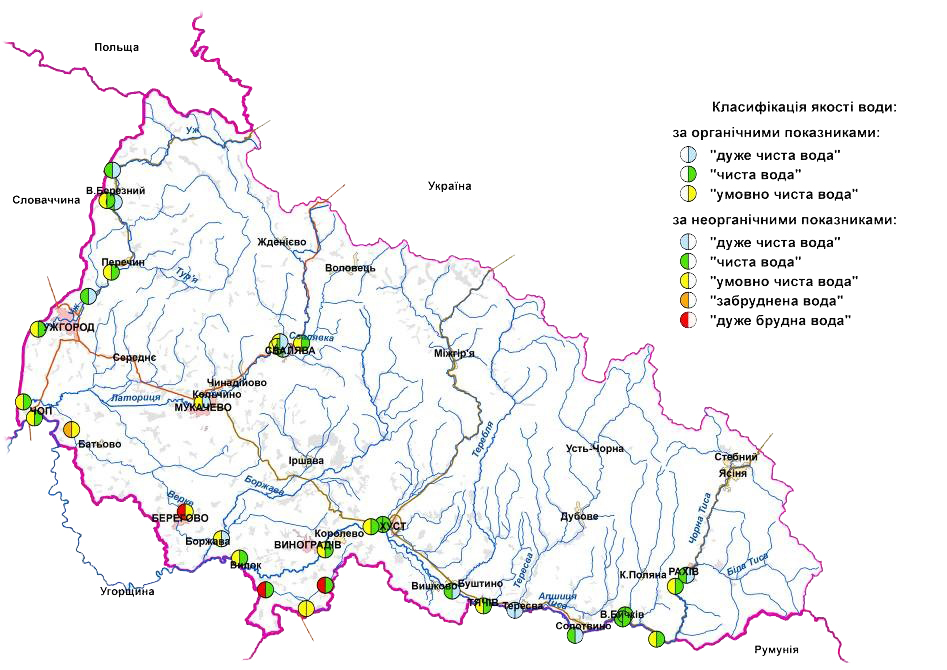 Польща
Класифікація якості води:
за органічними показниками:
"дуже чиста вода"
"чиста вода"
"умовно чиста вода"
за неорганічними показниками:
"дуже чиста вода"
"чиста вода"
"умовно чиста вода"
"забруднена вода"
"дуже брудна вода"
Уж
Словаччина
В.Березний
Україна
Жденієво
Перечин
Тур'я
Воловець
Уж
УЖГОРОД
Свалявка
СВАЛЯВА
Середнє
Міжгір'я
Чинадійово
Кольчино
Латориця
МУКАЧЕВО
ЧОП
Батьово
Теребля
Усть-Чорна
Стебний
Ясіня
Іршава
Боржава
Верке
БЕРЕГОВО
Боржава
Королево
ХУСТ
ВИНОГРАДІВ
Вилок
Дубове
Чорна Тиса
Біла Тиса
К.Поляна
РАХІВ
Угорщина
Вишково
Буштино
Тересва
ТЯЧІВ
Тересва
Апшиця
Тиса
Солотвино
В.Бичків
Румунія